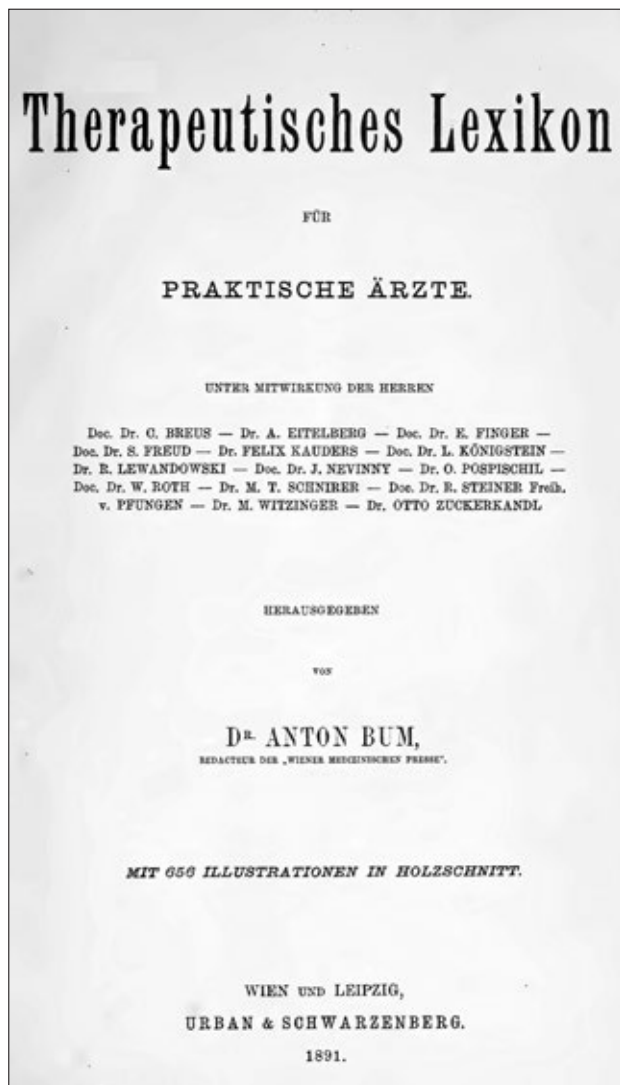 Therapeutisches Lexikon
FÜR
PRAKTISCHE ÄRZTE.
UNTER MITWIRKUNG DER HERREN
Doc. Dr. C. BREUS — Dr. A. EITELBERG — Doc. Dr. E. FINGER —
Doc. Dr. S. FREUD — Dr. FELIX KAUDERS — Doc. Dr. L. KÖNIGSTEIN —
Dr. R. LEWANDOWSKI — Doc. Dr. J. NEVINNY — Dr. O. POSPISCHIL —
Doc. Dr. W. ROTH — Dr. M. T. SCHNIRER — Doc. Dr. R. STEINER Freih.
v. PFUNGEN — Dr. M. WITZINGER — Dr. OTTO ZUCKERKANDL
HERAUSGEGEBEN
VON
DR. ANTON BUM,
REDACTEUR DER „WIENER MEDIZINISCHEN PRESSE".
MIT 656 ILLUSTRATIONEN IN HOLZSCHNITT.
WIEN UND LEIPZIG,
URBAN & SCHWARZENBERG.
1891.